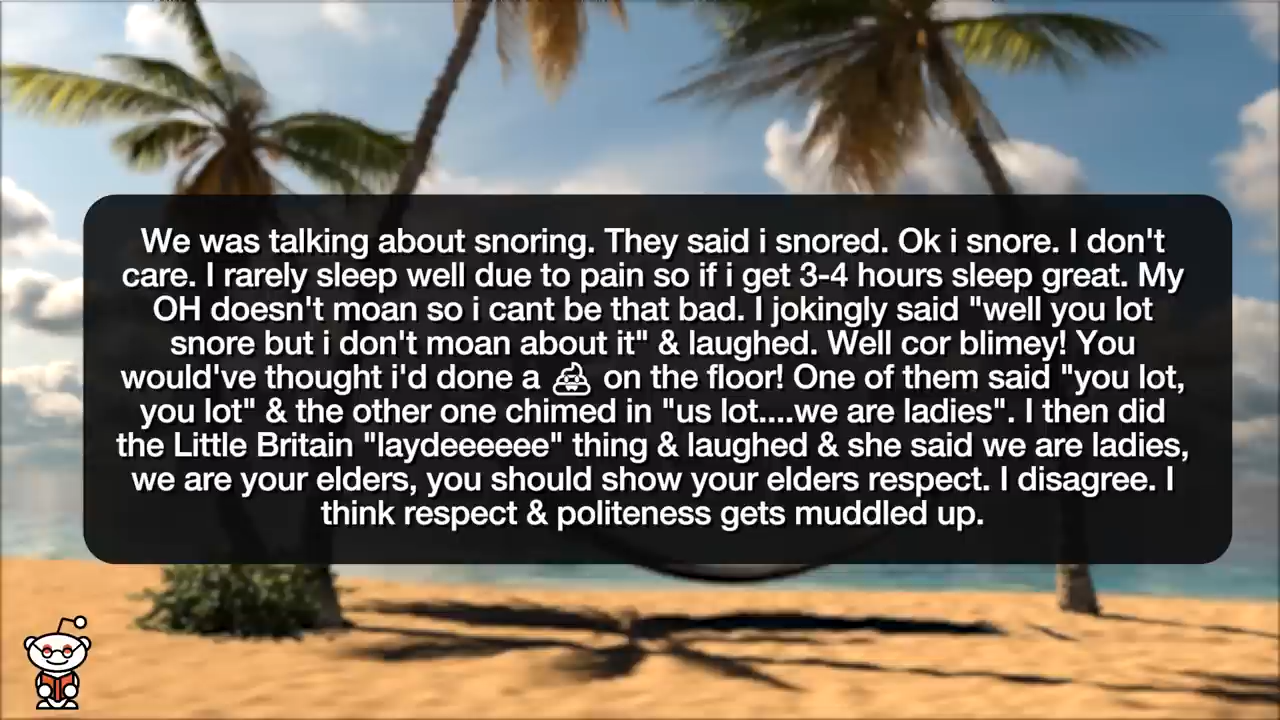 We was talking about snoring. They said i snored. Ok i snore. I don't
care. I rarely sleep well due to pain so if i get 3-4 hours sleep great. My
OH doesn't moan so i cant be that bad. I jokingly said "well you lot
snore but i don't moan about it" & laughed. Well cor blimey! You
would've thought i'd done a 💩 on the floor! One of them said "you lot,
you lot" & the other one chimed in "us lot....we are ladies". I then did
the Little Britain "laydeeeeee" thing & laughed & she said we are ladies,
we are your elders, you should show your elders respect. I disagree. I
think respect & politeness gets muddled up.